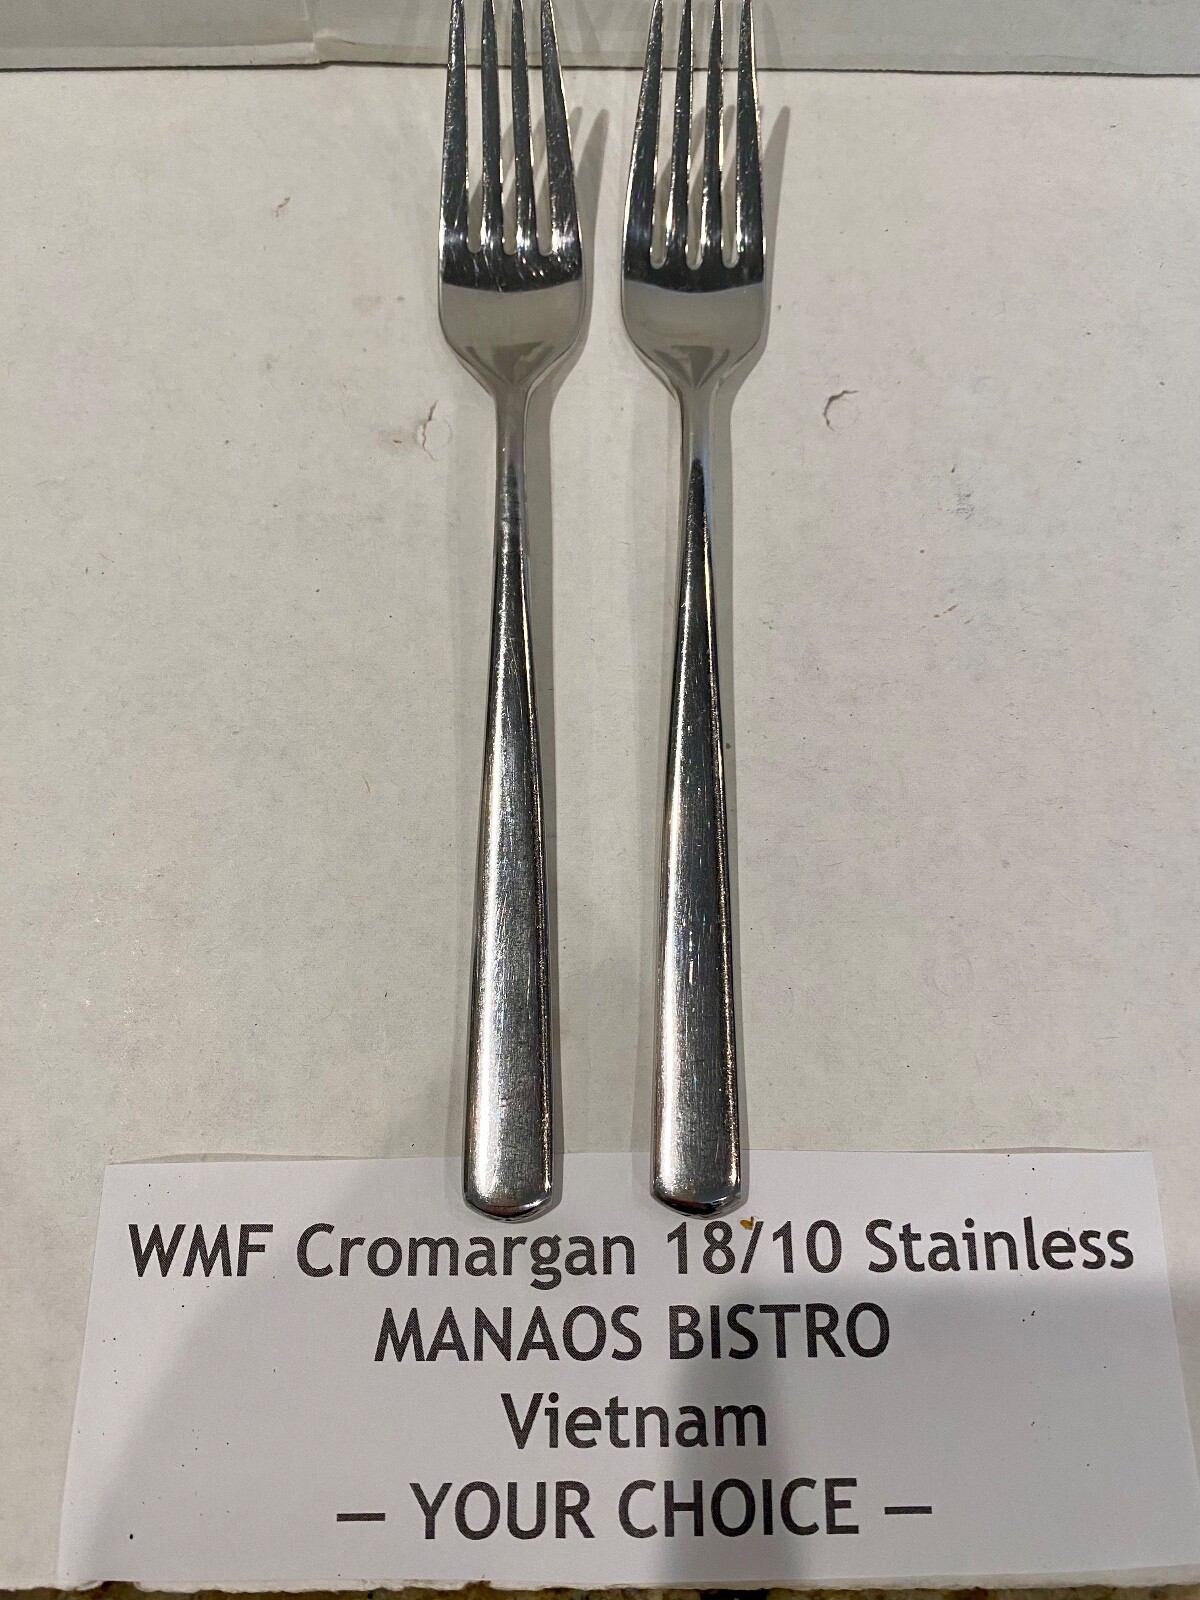 WMF Cromargan 18/10 Stainless
MANAOS BISTRO
Vietnam
— YOUR CHOICE —